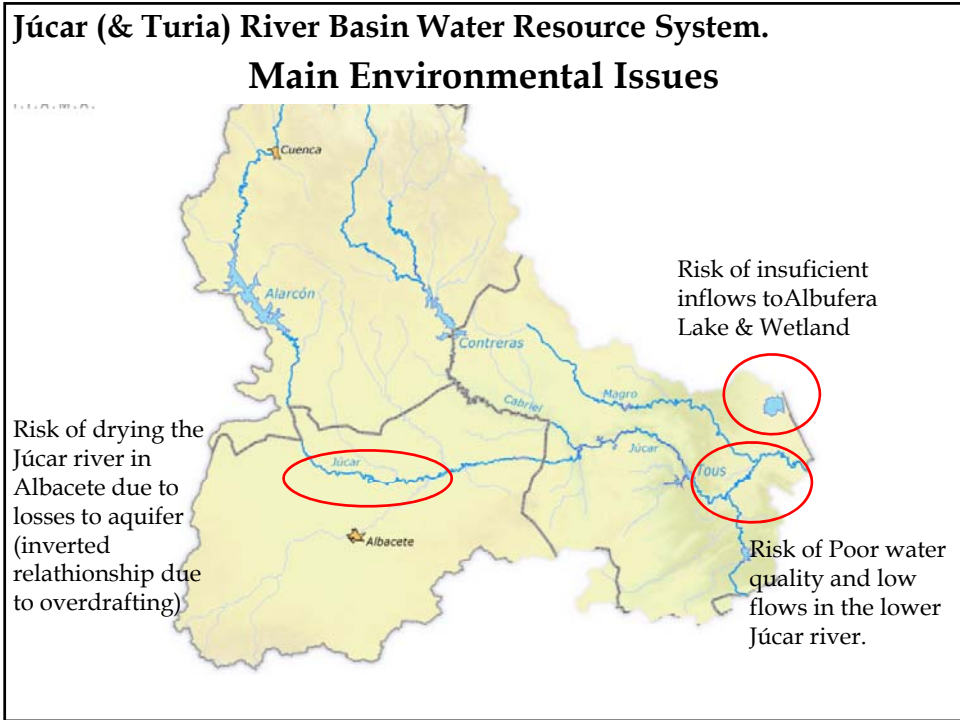 Júcar (& Turia) River Basin Water Resource System.
Main Environmental Issues
Cuenca
Alarcón
Contreras
Cabriel
Magro
Júcar
Tous
Júcar
Albacete
Risk of insuficient
inflows toAlbufera
Lake & Wetland
Risk of drying the
Júcar river in
Albacete due to
losses to aquifer
(inverted
relathionship due
to overdrafting)
Risk of Poor water
quality and low
flows in the lower
Júcar river.